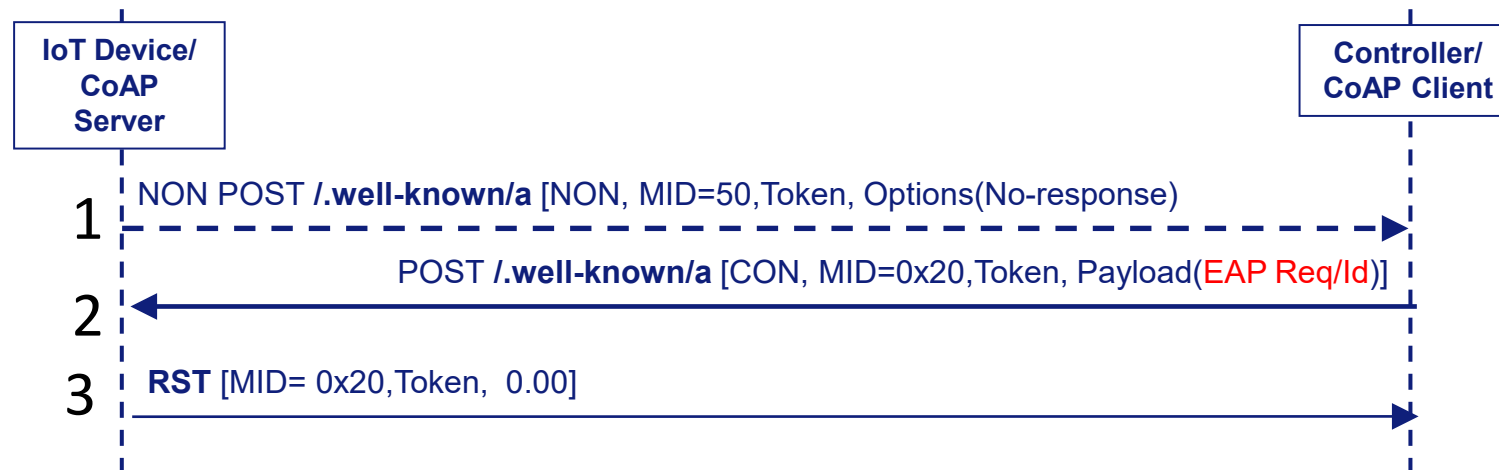 IoT Device/
CoAP
Server
Controller/
CoAP Client
1
NON POST /.well-known/a [NON, MID=50,Token, Options(No-response)
POST /.well-known/a [CON, MID=0x20,Token, Payload(EAP Req/Id)]
2
RST [MID= 0x20,Token, 0.00]
3